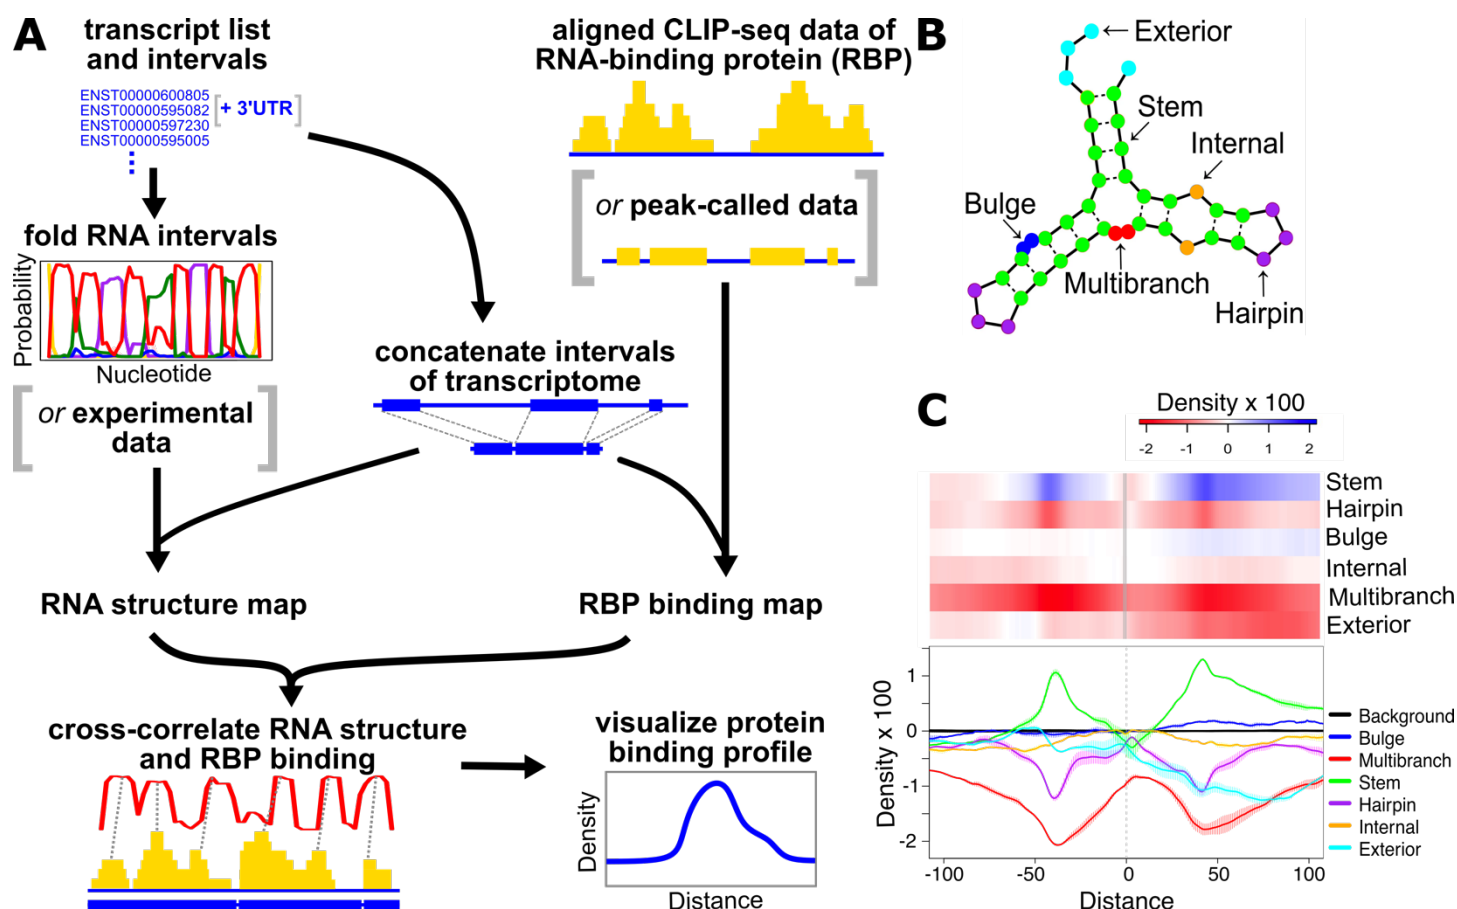 A
transcript list
and intervals
ENST00000600805
ENST00000595082
ENST00000597230
ENST00000595005
[+ 3'UTR]
fold RNA intervals
Probability
Nucleotide
[or experimental
data]
aligned CLIP-seq data of
RNA-binding protein (RBP)
[or peak-called data]
concatenate intervals
of transcriptome
RNA structure map
RBP binding map
cross-correlate RNA structure
and RBP binding
visualize protein
binding profile
Density
Distance
B
Exterior
Stem
Internal
Bulge
Multibranch
Hairpin
C
Density x 100
-2 -1 0 1 2
Stem
Hairpin
Bulge
Internal
Multibranch
Exterior
Density x 100
1
0
-1
-2
-100 -50 0 50 100
Distance
Background
Bulge
Multibranch
Stem
Hairpin
Internal
Exterior